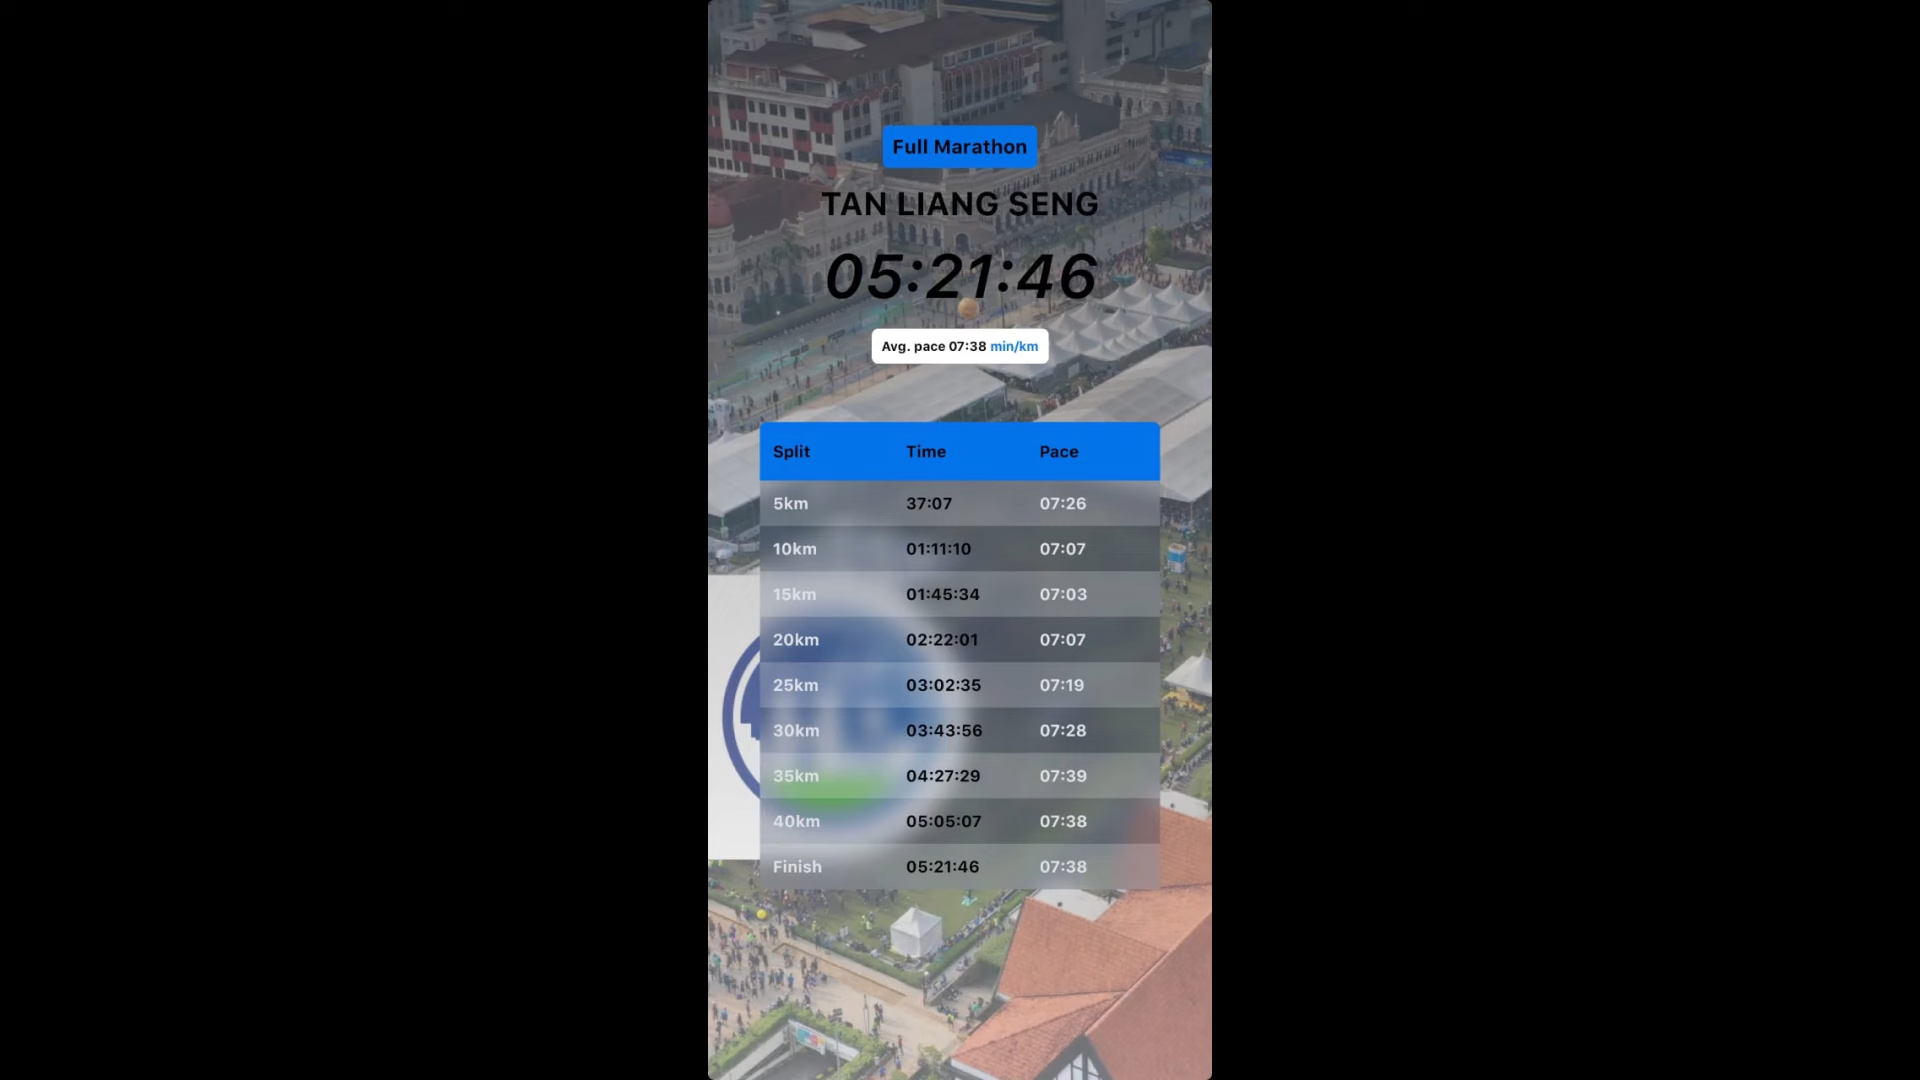 Full Marathon
TAN LIANG SENG
05:21:46
Avg. pace 07:38 min/km
Split Time Pace
5km 37:07 07:26
10km 01:11:10 07:07
15km 01:45:34 07:03
20km 02:22:01 07:07
25km 03:02:35 07:19
30km 03:43:56 07:28
35km 04:27:29 07:39
40km 05:05:07 07:38
Finish 05:21:46 07:38